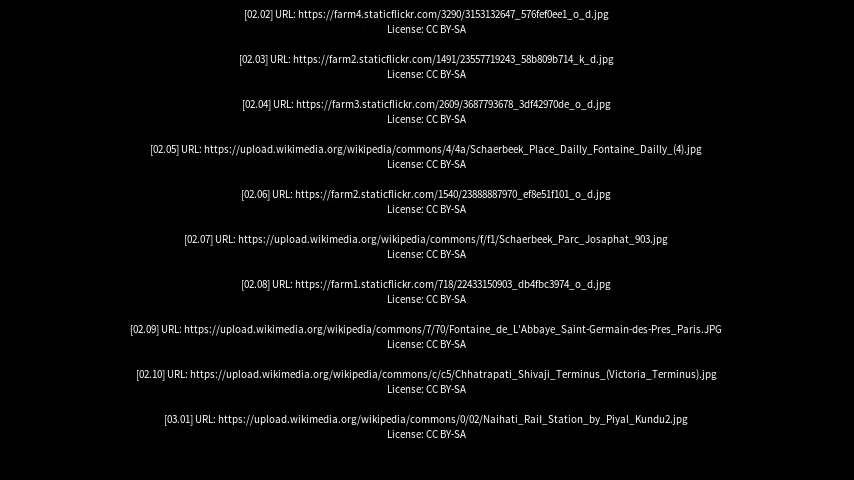 [02.02] URL: https://farm4.staticflickr.com/3290/3153132647_576fef0ee1_o_d.jpg
License: CC BY-SA
[02.03] URL: https://farm2.staticflickr.com/1491/23557719243_58b809b714_k_d.jpg
License: CC BY-SA
[02.04] URL: https://farm3.staticflickr.com/2609/3687793678_3df42970de_o_d.jpg
License: CC BY-SA
[02.05] URL: https://upload.wikimedia.org/wikipedia/commons/4/4a/Schaerbeek_Place_Dailly_Fontaine_Dailly_(4).jpg
License: CC BY-SA
[02.06] URL: https://farm2.staticflickr.com/1540/23888887970_ef8e51f101_o_d.jpg
License: CC BY-SA
[02.07] URL: https://upload.wikimedia.org/wikipedia/commons/f/f1/Schaerbeek_Parc_Josaphat_903.jpg
License: CC BY-SA
[02.08] URL: https://farm1.staticflickr.com/718/22433150903_db4fbc3974_o_d.jpg
License: CC BY-SA
[02.09] URL: https://upload.wikimedia.org/wikipedia/commons/7/70/Fontaine_de_L'Abbaye_Saint-Germain-des-Pres_Paris.JPG
License: CC BY-SA
[02.10] URL: https://upload.wikimedia.org/wikipedia/commons/c/c5/Chhatrapati_Shivaji_Terminus_(Victoria_Terminus).jpg
License: CC BY-SA
[03.01] URL: https://upload.wikimedia.org/wikipedia/commons/0/02/Naihati_Rail_Station_by_Piyal_Kundu2.jpg
License: CC BY-SA